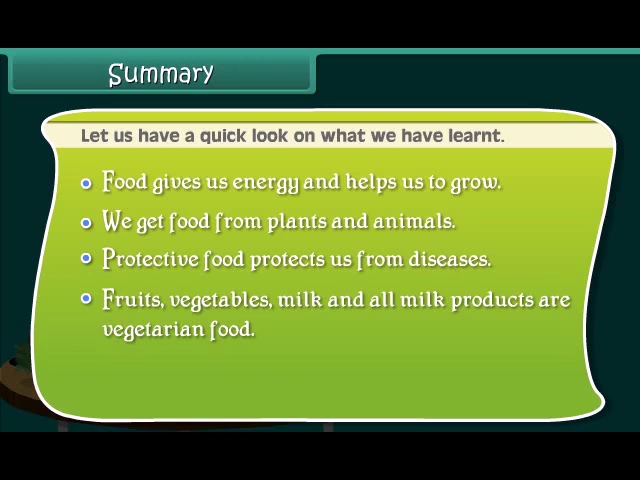 Summary
Let us have a quick look on what we have learnt.
Food gives us energy and helps us to grow.
We get food from plants and animals.
Protective food protects us from diseases.
Fruits, vegetables, milk and all milk products are
vegetarian food.